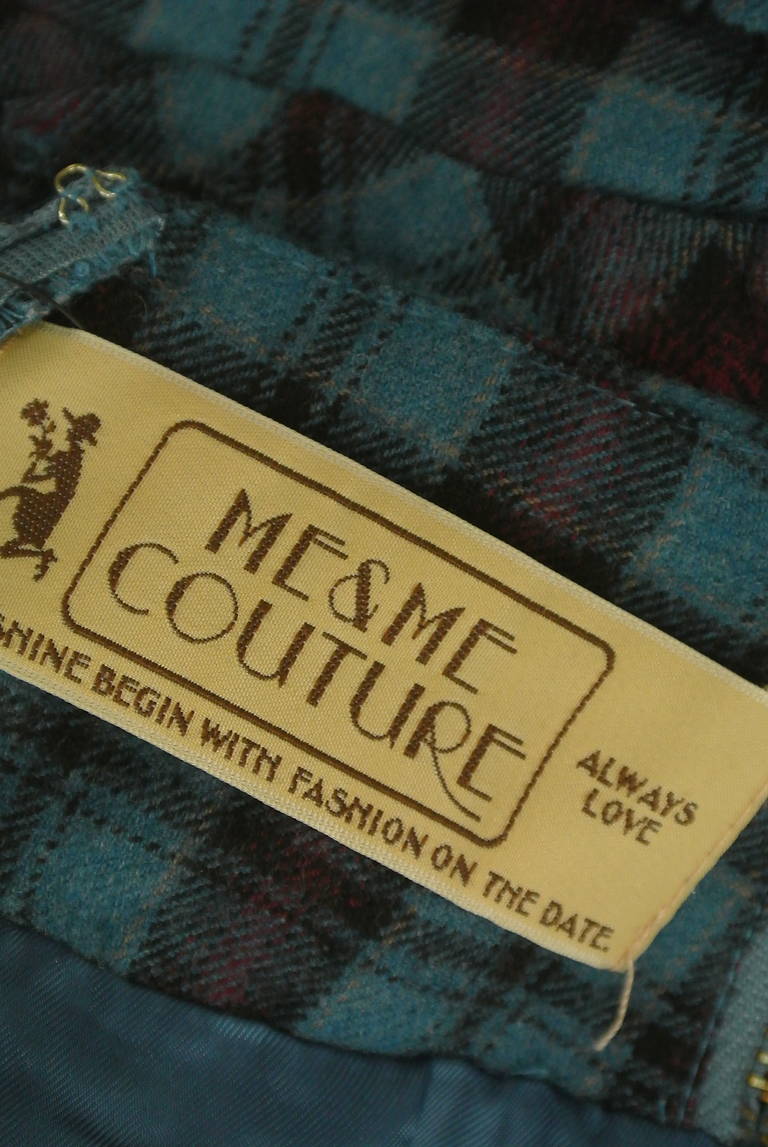 ME&ME
COUTURE
SHINE BEGIN WITH FASHION ON THE DATE.
ALWAYS
LOVE